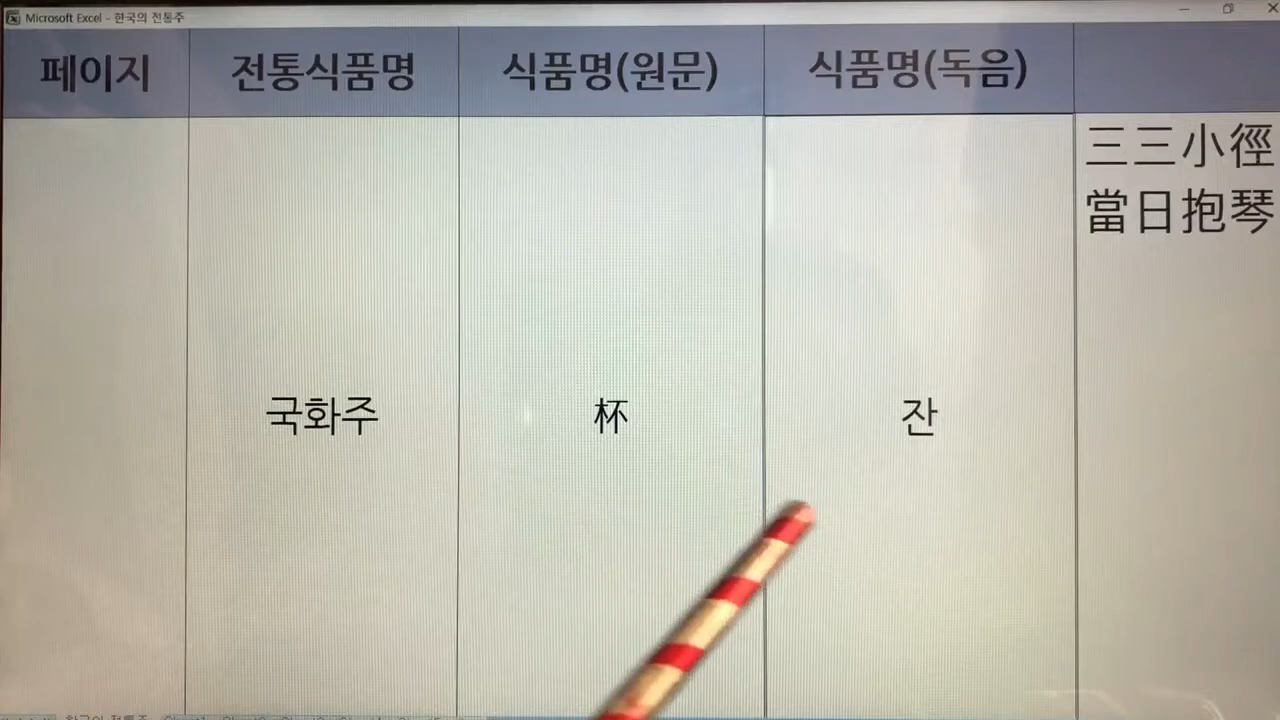 Microsoft Excel - 한국의 전통주
페이지 전통식품명 식품명(원문) 식품명(독음)
국화주 杯 잔
三三小徑
當日抱琴